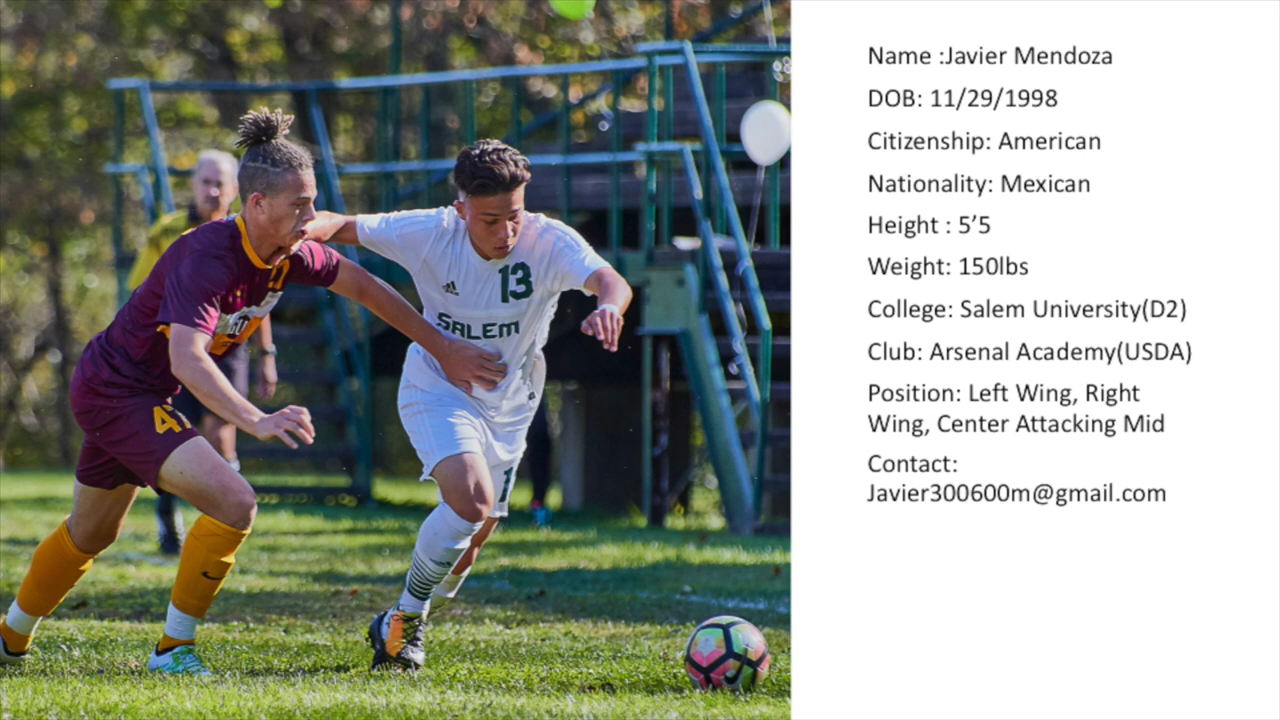 13
SALEM
1
47
Name :Javier Mendoza
DOB: 11/29/1998
Citizenship: American
Nationality: Mexican
Height : 5’5
Weight: 150lbs
College: Salem University(D2)
Club: Arsenal Academy(USDA)
Position: Left Wing, Right
Wing, Center Attacking Mid
Contact:
Javier300600m@gmail.com